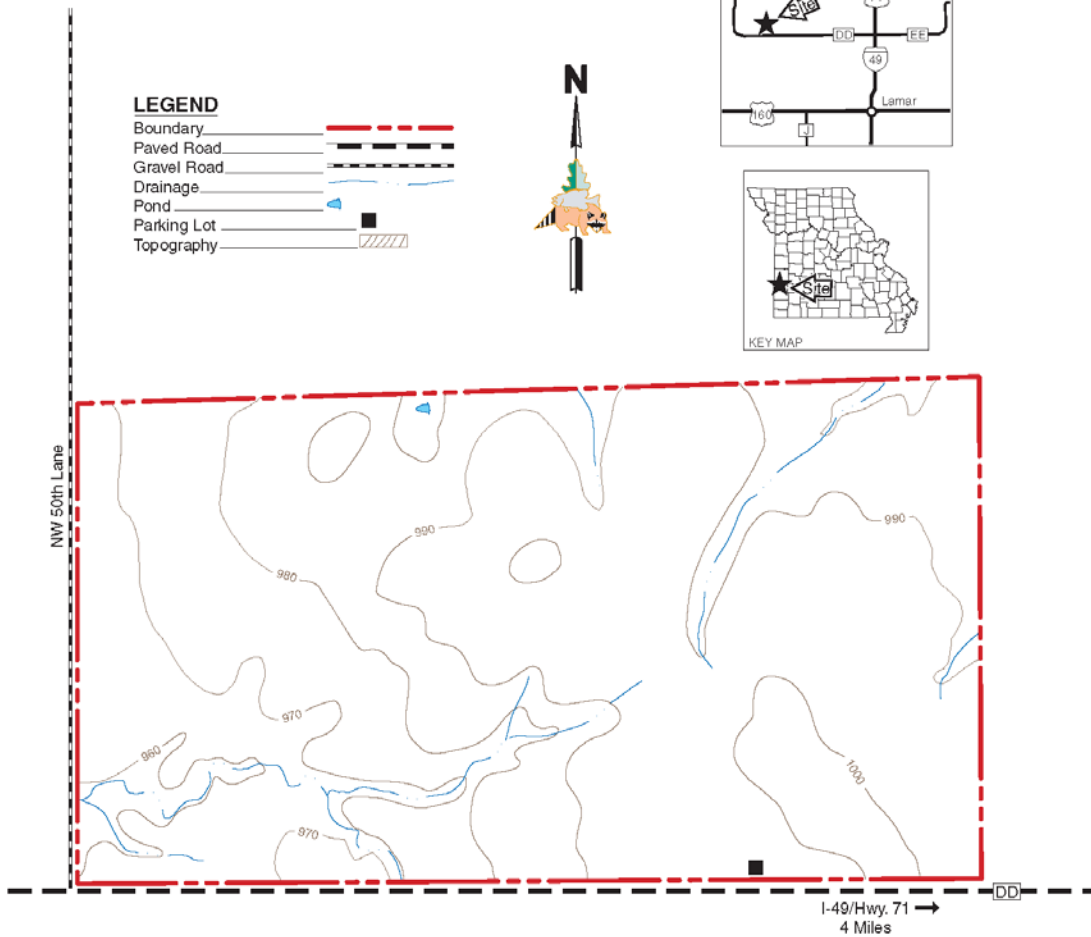 Site
DD
EE
49
Lamar
160
J
N
LEGEND
Boundary
Paved Road
Gravel Road
Drainage
Pond
Parking Lot
Topography
Site
KEY MAP
NW 50th Lane
990
990
980
970
960
1000
970
DD
I-49/Hwy. 71
4 Miles